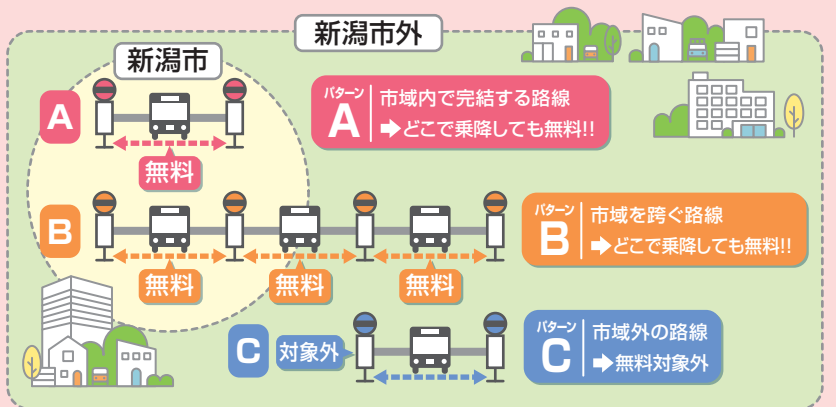 新潟市外
新潟市
A
無料
パターン
A
市域内で完結する路線
➡どこで乗降しても無料!!
B
無料
無料
無料
パターン
B
市域を跨ぐ路線
➡どこで乗降しても無料!!
C
対象外
パターン
C
市域外の路線
➡無料対象外